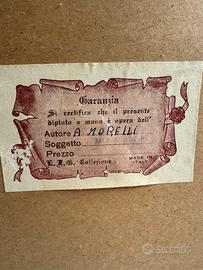 Garanzia
Si certifica che il presente
dipinto a mano è opera dell'
Autore A. MORELLI
Soggetto
Prezzo
L.I.G. Collezione
MADE IN
ITALY
subito